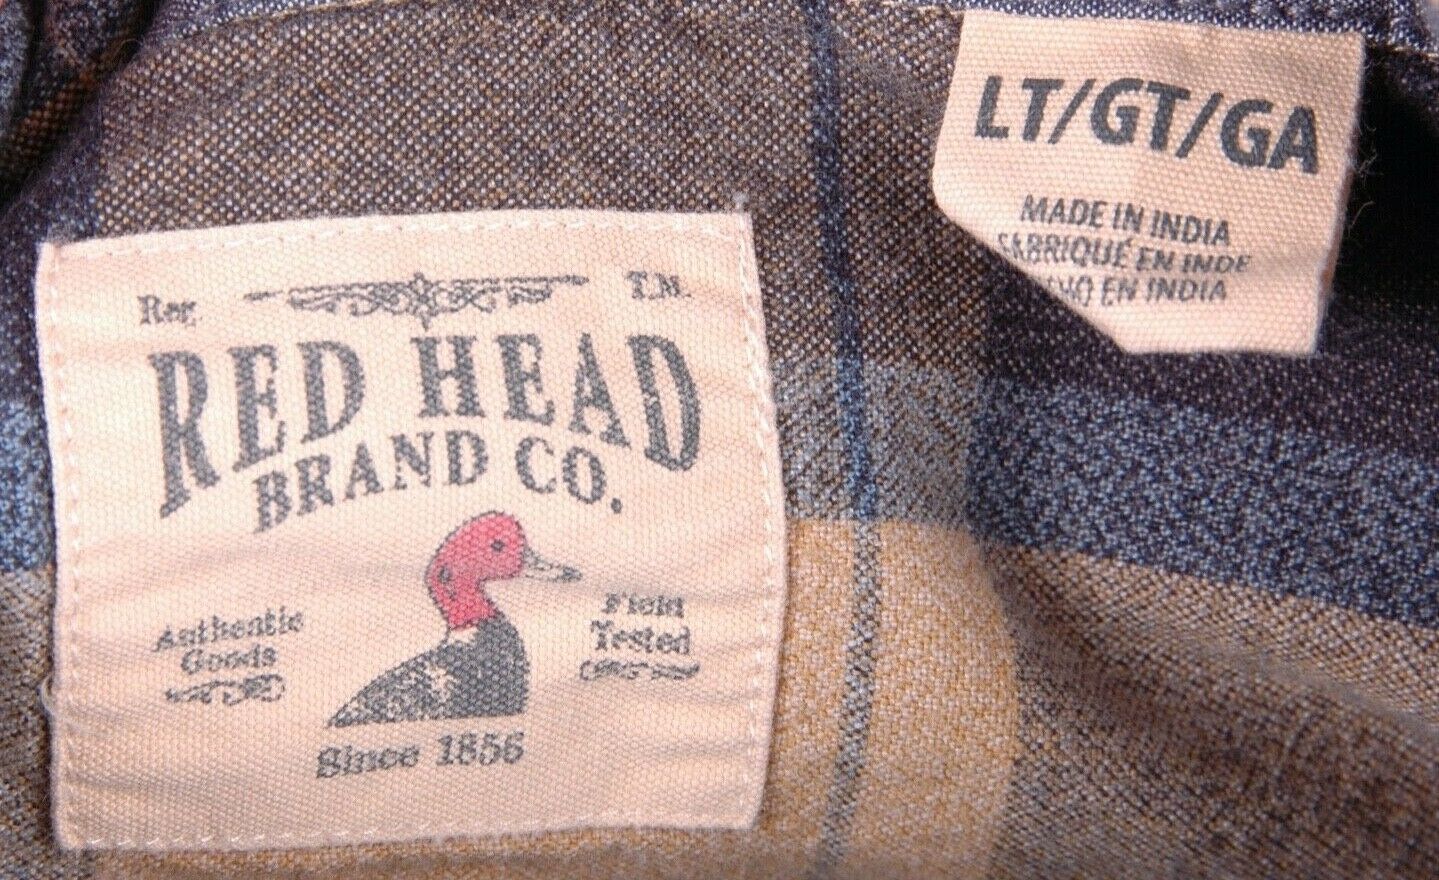 Reg. T.M.
RED HEAD
BRAND CO.
Authentic
Goods
Field
Tested
Since 1856
LT/GT/GA
MADE IN INDIA
FABRIQUÉ EN INDE
EN INDIA